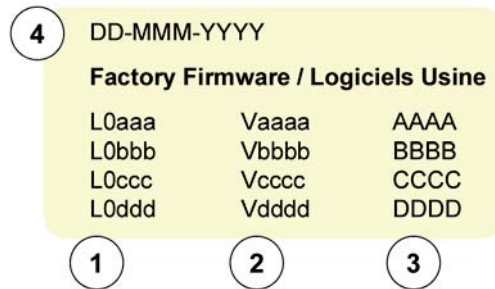 4 DD-MMM-YYYY
Factory Firmware / Logiciels Usine
L0aaa Vaaaa AAAA
L0bbb Vbbbb BBBB
L0ccc Vcccc CCCC
L0ddd Vdddd DDDD
1 2 3